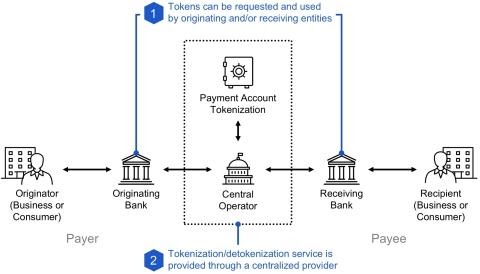 1
Tokens can be requested and used
by originating and/or receiving entities
Payment Account
Tokenization
Originator
(Business or
Consumer)
Originating
Bank
Central
Operator
Receiving
Bank
Recipient
(Business or
Consumer)
Payer
Payee
2
Tokenization/detokenization service is
provided through a centralized provider